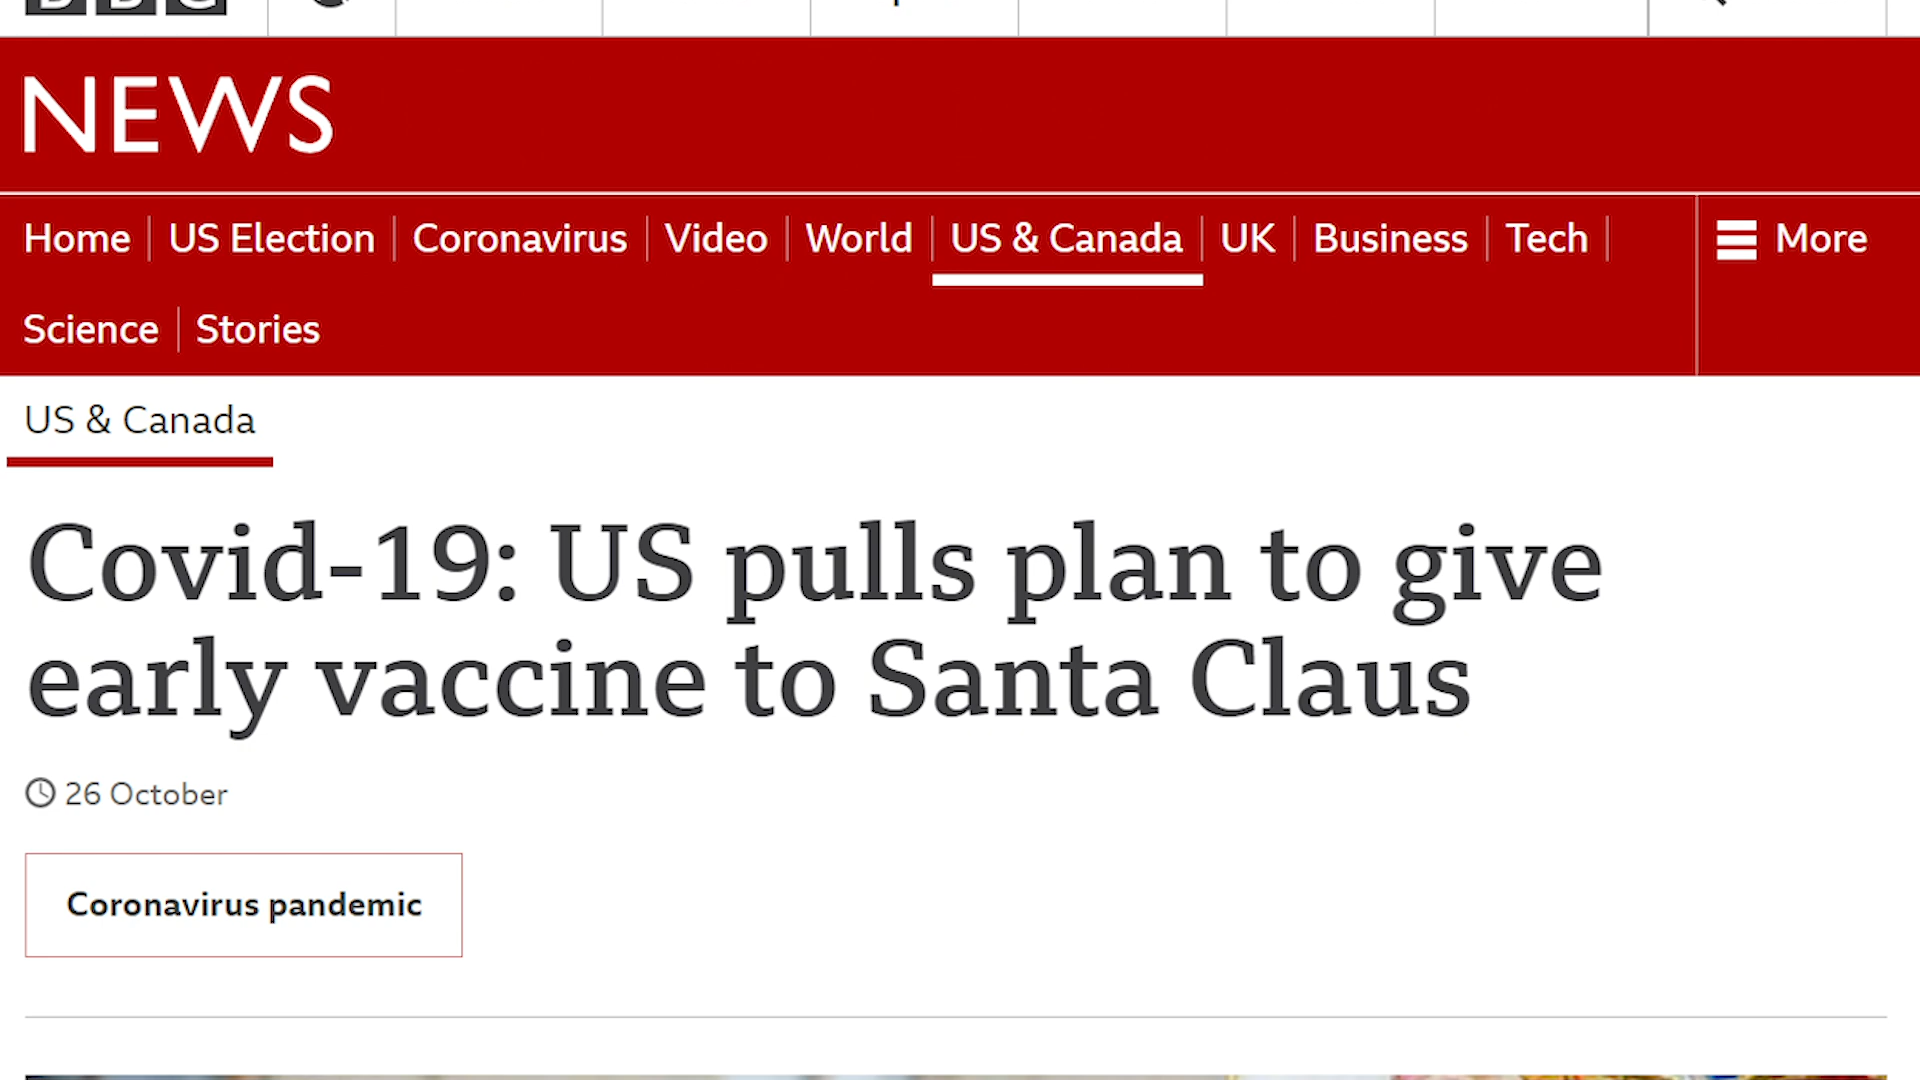 BBC
NEWS
Home
US Election
Coronavirus
Video
World
US & Canada
UK
Business
Tech
More
Science
Stories
US & Canada
Covid-19: US pulls plan to give
early vaccine to Santa Claus
26 October
Coronavirus pandemic